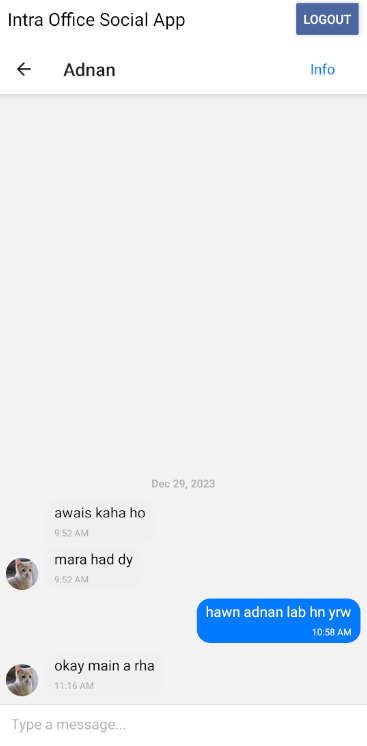 Intra Office Social App
LOGOUT
Adnan
Info
Dec 29, 2023
awais kaha ho
9:52 AM
mara had dy
9:52 AM
hawn adnan lab hn yrw
10:58 AM
okay main a rha
11:16 AM
Type a message...